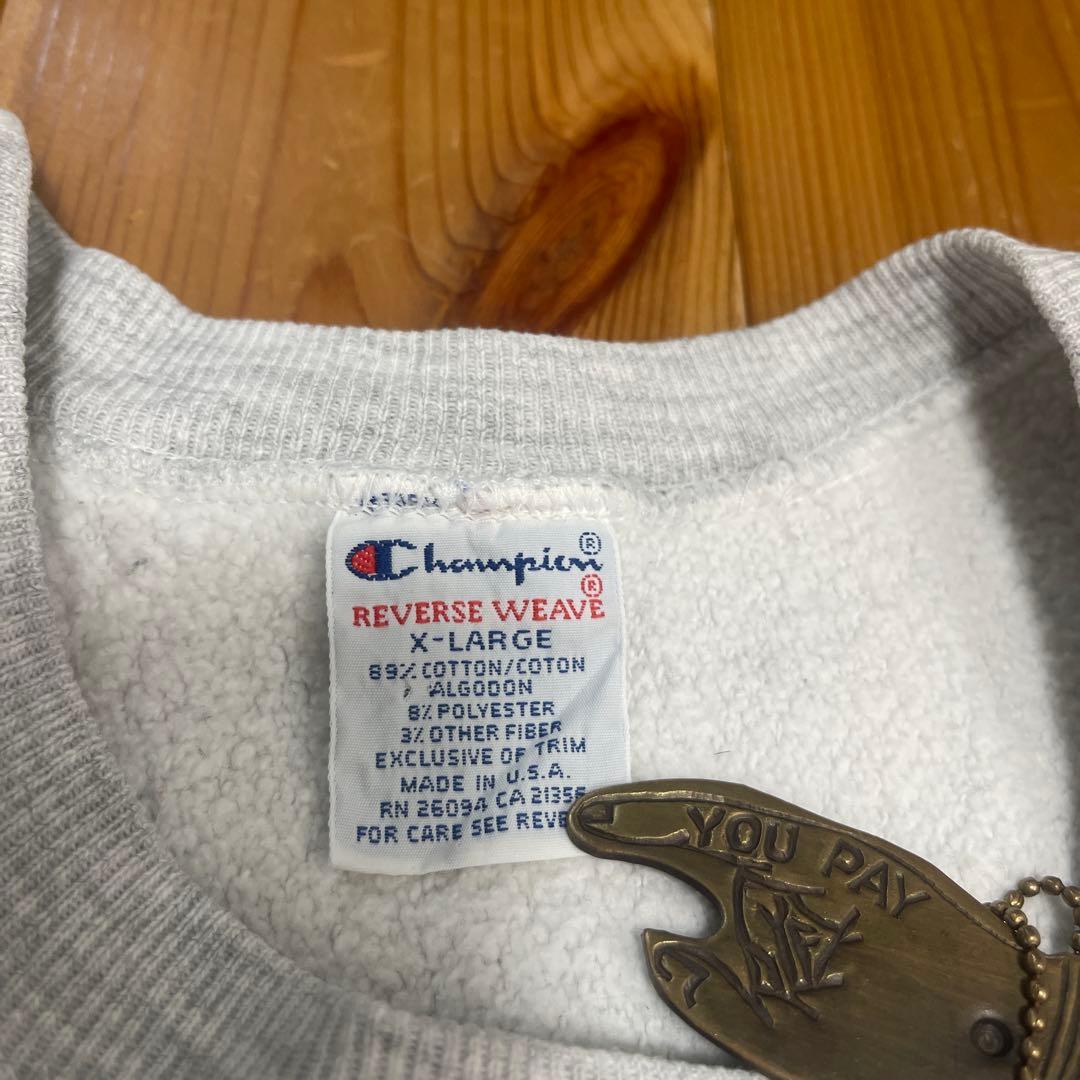 Champion®
REVERSE WEAVE®
X-LARGE
89% COTTON/COTON
ALGODON
8% POLYESTER
3% OTHER FIBER
EXCLUSIVE OF TRIM
MADE IN U.S.A.
RN 26094 CA 21355
FOR CARE SEE
YOU PAY